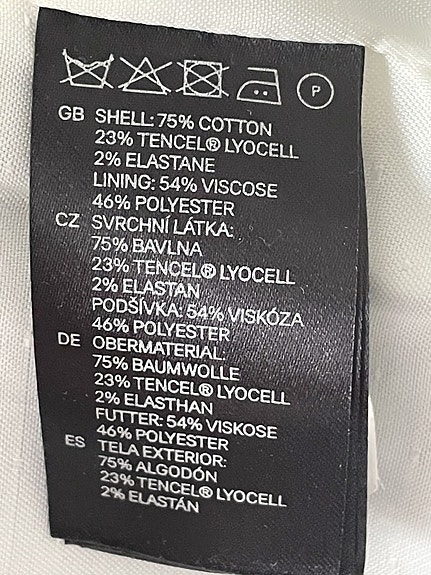 P
GB SHELL: 75% COTTON
23% TENCEL® LYOCELL
2% ELASTANE
LINING: 54% VISCOSE
46% POLYESTER
CZ SVRCHNÍ LÁTKA:
75% BAVLNA
23% TENCEL® LYOCELL
2% ELASTAN
PODŠÍVKA: 54% VISKÓZA
46% POLYESTER
DE OBERMATERIAL:
75% BAUMWOLLE
23% TENCEL® LYOCELL
2% ELASTHAN
FUTTER: 54% VISKOSE
46% POLYESTER
ES TELA EXTERIOR:
75% ALGODÓN
23% TENCEL® LYOCELL
2% ELASTÁN